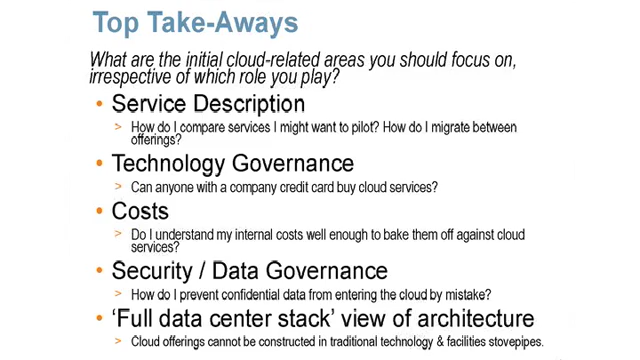 Top Take-Aways
What are the initial cloud-related areas you should focus on,
irrespective of which role you play?
• Service Description
> How do I compare services I might want to pilot? How do I migrate between
offerings?
• Technology Governance
> Can anyone with a company credit card buy cloud services?
• Costs
> Do I understand my internal costs well enough to bake them off against cloud
services?
• Security / Data Governance
> How do I prevent confidential data from entering the cloud by mistake?
• ‘Full data center stack’ view of architecture
> Cloud offerings cannot be constructed in traditional technology & facilities stovepipes.